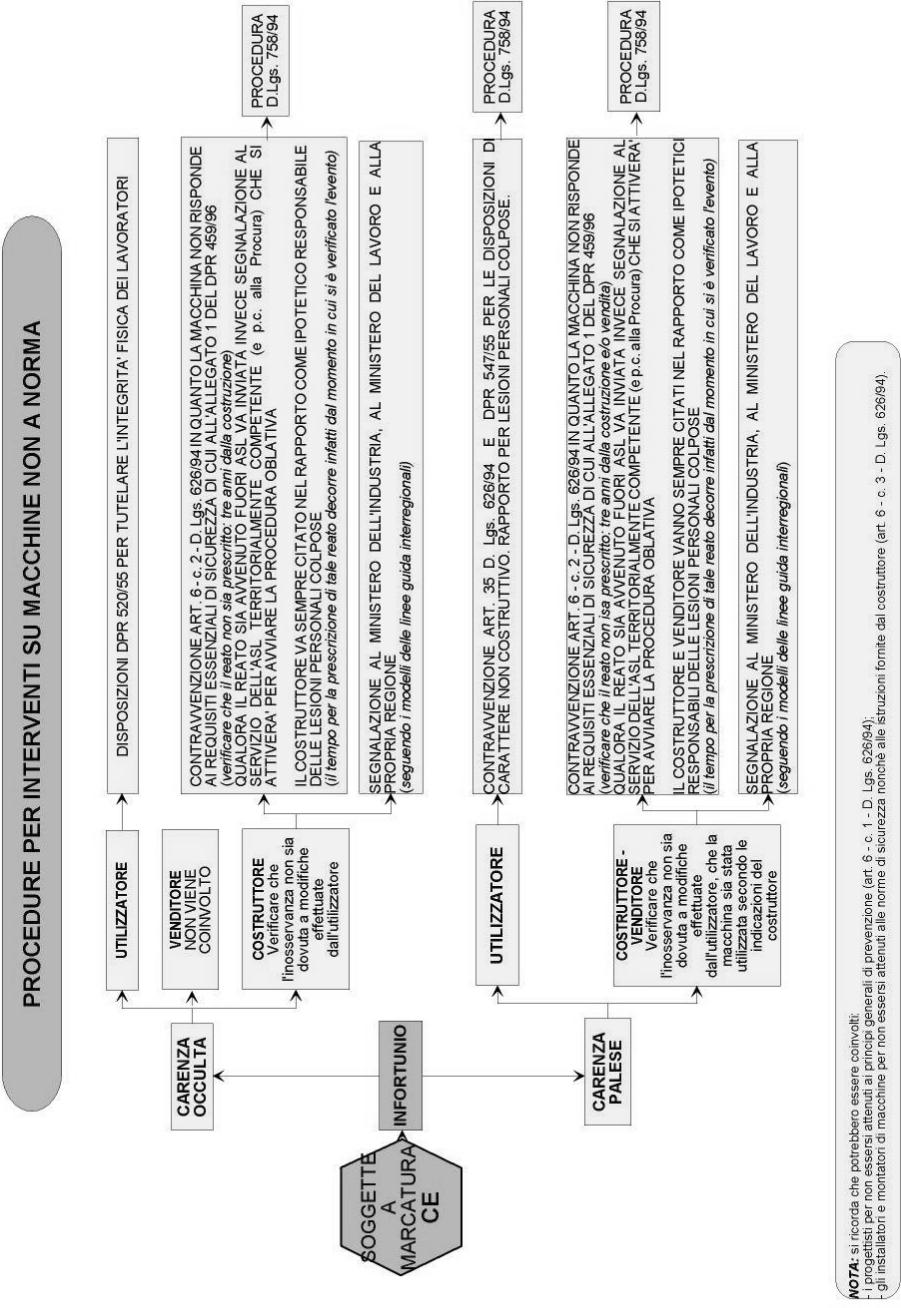 PROCEDURE PER INTERVENTI SU MACCHINE NON A NORMA
SOGGETTE
A
MARCATURA
CE
INFORTUNIO
CARENZA
OCCULTA
UTILIZZATORE
DISPOSIZIONI DPR 520/55 PER TUTELARE L'INTEGRITA' FISICA DEI LAVORATORI
VENDITORE
NON VIENE
COINVOLTO
COSTRUTTORE
Verificare che
l'inosservanza non sia
dovuta a modifiche
effettuate
dall'utilizzatore
CONTRAVVENZIONE ART. 6 - c. 2 - D. Lgs. 626/94 IN QUANTO LA MACCHINA NON RISPONDE
AI REQUISITI ESSENZIALI DI SICUREZZA DI CUI ALL'ALLEGATO 1 DEL DPR 459/96
(verificare che il reato non sia prescritto: tre anni dalla costruzione)
QUALORA IL REATO SIA AVVENUTO FUORI ASL VA INVIATA INVECE SEGNALAZIONE AL
SERVIZIO DELL'ASL TERRITORIALMENTE COMPETENTE (e p.c. alla Procura) CHE SI
ATTIVERA' PER AVVIARE LA PROCEDURA OBLATIVA
IL COSTRUTTORE VA SEMPRE CITATO NEL RAPPORTO COME IPOTETICO RESPONSABILE
DELLE LESIONI PERSONALI COLPOSE
(il tempo per la prescrizione di tale reato decorre infatti dal momento in cui si è verificato l'evento)
PROCEDURA
D.Lgs. 758/94
SEGNALAZIONE AL MINISTERO DELL'INDUSTRIA, AL MINISTERO DEL LAVORO E ALLA
PROPRIA REGIONE
(seguendo i modelli delle linee guida interregionali)
CARENZA
PALESE
UTILIZZATORE
CONTRAVVENZIONE ART. 35 D. Lgs. 626/94 E DPR 547/55 PER LE DISPOSIZIONI DI
CARATTERE NON COSTRUTTIVO. RAPPORTO PER LESIONI PERSONALI COLPOSE.
PROCEDURA
D.Lgs. 758/94
COSTRUTTORE -
VENDITORE
Verificare che
l'inosservanza non sia
dovuta a modifiche
effettuate
dall'utilizzatore, che la
macchina sia stata
utilizzata secondo le
indicazioni del
costruttore
CONTRAVVENZIONE ART. 6 - c. 2 - D. Lgs. 626/94 IN QUANTO LA MACCHINA NON RISPONDE
AI REQUISITI ESSENZIALI DI SICUREZZA DI CUI ALL'ALLEGATO 1 DEL DPR 459/96
(verificare che il reato non isa prescritto: tre anni dalla costruzione e/o vendita)
QUALORA IL REATO SIA AVVENUTO FUORI ASL VA INVIATA INVECE SEGNALAZIONE AL
SERVIZIO DELL'ASL TERRITORIALMENTE COMPETENTE (e p.c. alla Procura) CHE SI ATTIVERA'
PER AVVIARE LA PROCEDURA OBLATIVA
IL COSTRUTTORE E VENDITORE VANNO SEMPRE CITATI NEL RAPPORTO COME IPOTETICI
RESPONSABILI DELLE LESIONI PERSONALI COLPOSE
(il tempo per la prescrizione di tale reato decorre infatti dal momento in cui si è verificato l'evento)
PROCEDURA
D.Lgs. 758/94
SEGNALAZIONE AL MINISTERO DELL'INDUSTRIA, AL MINISTERO DEL LAVORO E ALLA
PROPRIA REGIONE
(seguendo i modelli delle linee guida interregionali)
NOTA: si ricorda che potrebbero essere coinvolti:
- i progettisti per non essersi attenuti ai principi generali di prevenzione (art. 6 - c. 1 - D. Lgs. 626/94);
- gli installatori e montatori di macchine per non essersi attenuti alle norme di sicurezza nonchè alle istruzioni fornite dal costruttore (art. 6 - c. 3 - D. Lgs. 626/94).